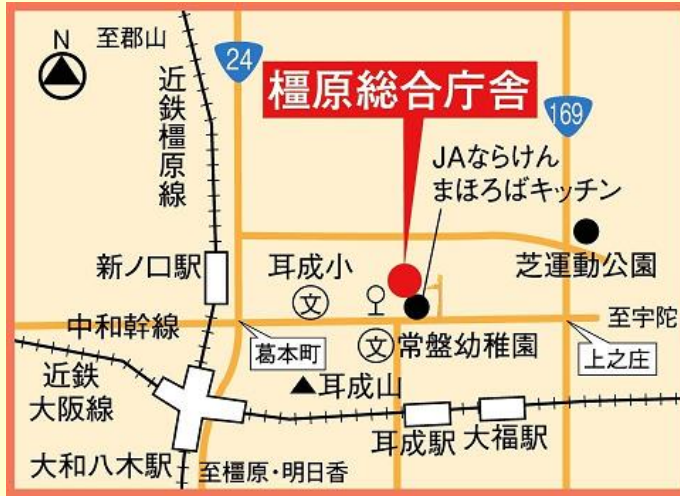 N
至郡山
近鉄橿原線
24
橿原総合庁舎
169
JAならけん
まほろばキッチン
新ノ口駅
耳成小
文
芝運動公園
中和幹線
葛本町
文
常盤幼稚園
至宇陀
上之庄
近鉄
大阪線
耳成山
耳成駅
大福駅
大和八木駅
至橿原・明日香